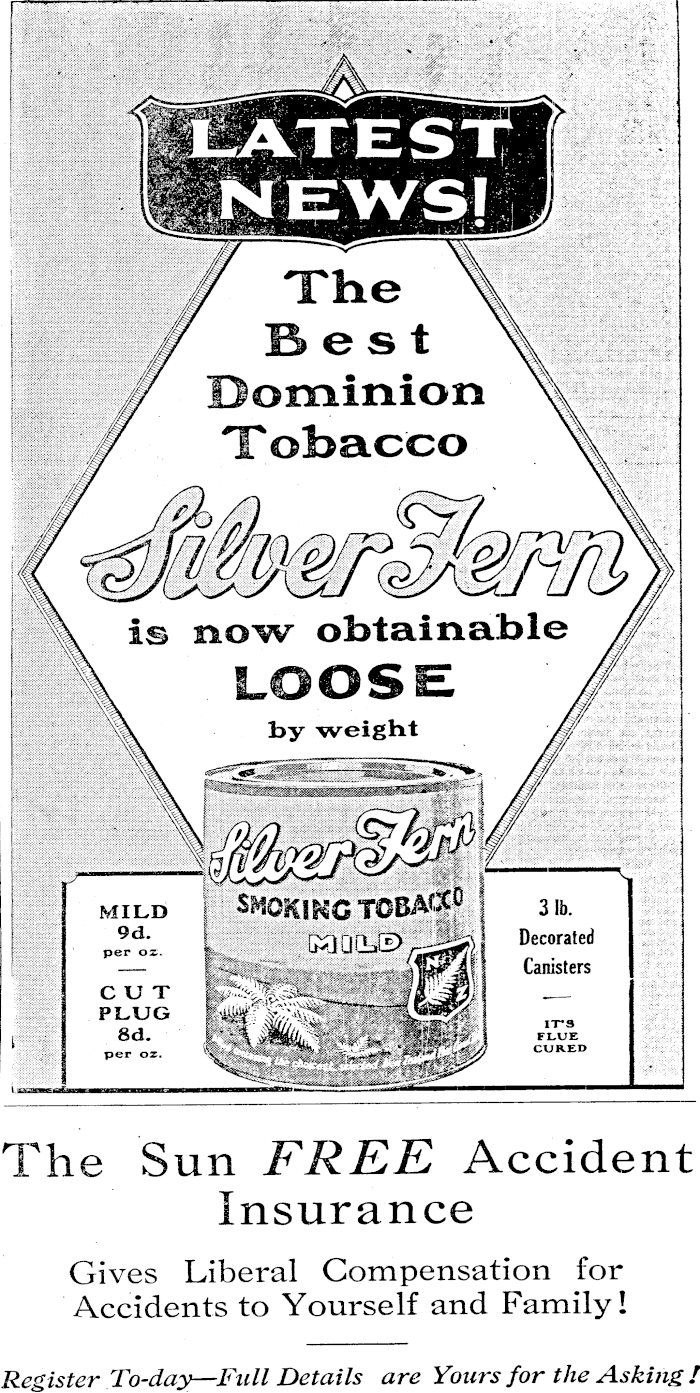 LATEST
NEWS!
The
Best
Dominion
Tobacco
Silver Fern
is now obtainable
LOOSE
by weight
Silver Fern
SMOKING TOBACCO
MILD
N
Z
MILD
9d.
per oz.
CUT
PLUG
8d.
per oz.
3 lb.
Decorated
Canisters
IT'S
FLUE
CURED
The Sun FREE Accident
Insurance
Gives Liberal Compensation for
Accidents to Yourself and Family!
Register To-day—Full Details are Yours for the Asking!